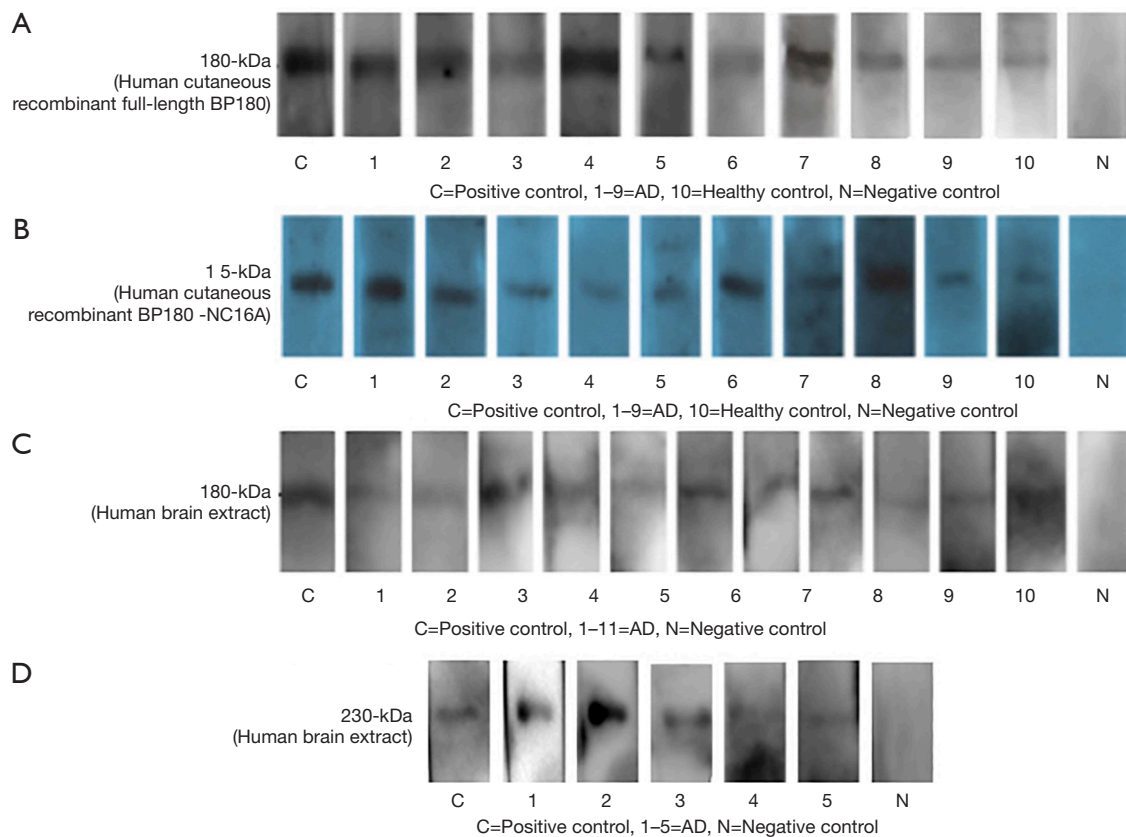 A
180-kDa
(Human cutaneous
recombinant full-length BP180)
C 1 2 3 4 5 6 7 8 9 10 N
C=Positive control, 1–9=AD, 10=Healthy control, N=Negative control
B
1 5-kDa
(Human cutaneous
recombinant BP180 -NC16A)
C 1 2 3 4 5 6 7 8 9 10 N
C=Positive control, 1–9=AD, 10=Healthy control, N=Negative control
C
180-kDa
(Human brain extract)
C 1 2 3 4 5 6 7 8 9 10 N
C=Positive control, 1–11=AD, N=Negative control
D
230-kDa
(Human brain extract)
C 1 2 3 4 5 N
C=Positive control, 1–5=AD, N=Negative control